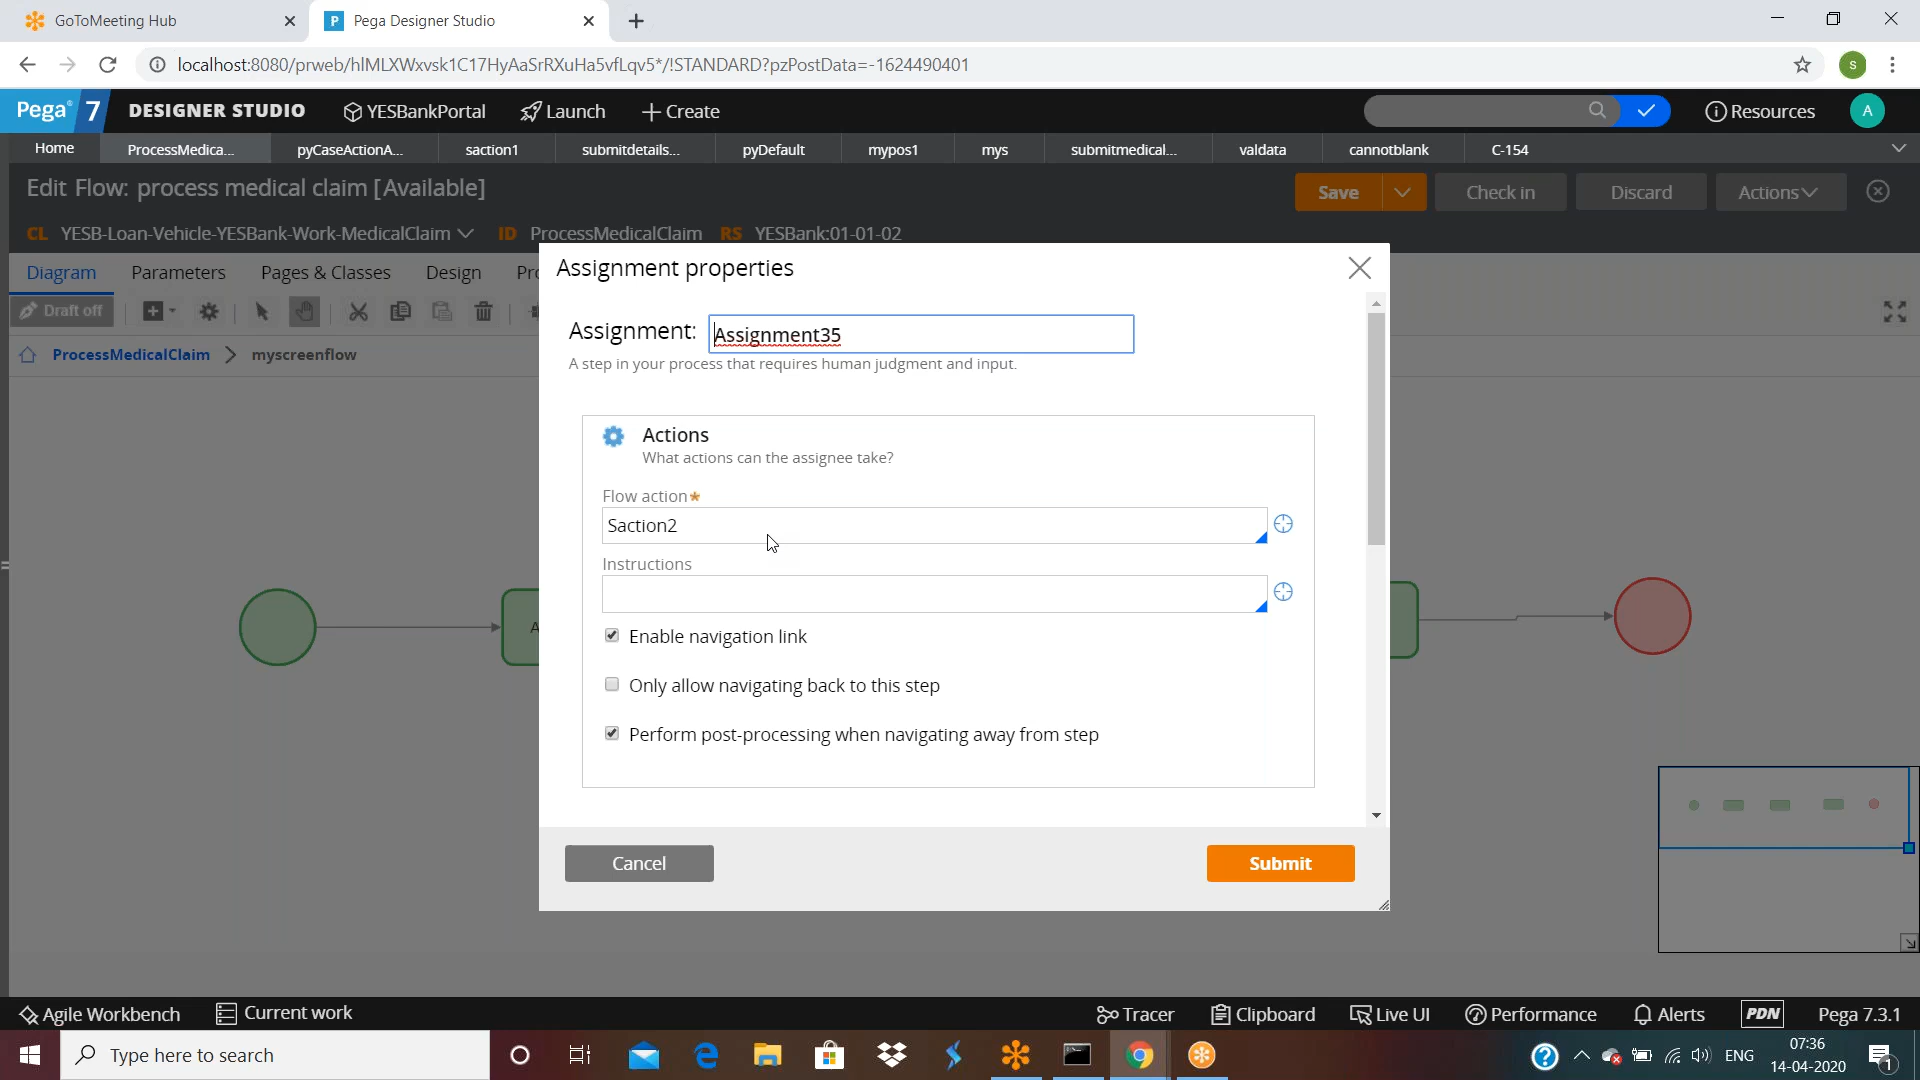 GoToMeeting Hub
Pega Designer Studio
localhost:8080/prweb/hIMLXWxvsk1C17HyAaSrRXuHa5vfLqv5*/!STANDARD?pzPostData=-1624490401
S
Pega 7 DESIGNER STUDIO YESBankPortal Launch Create Resources A
Home ProcessMedica... pyCaseActionA... saction1 submitdetails... pyDefault mypos1 mys submitmedical... valdata cannotblank C-154
Edit Flow: process medical claim [Available]
Save Check in Discard Actions
CL YESB-Loan-Vehicle-YESBank-Work-MedicalClaim ID ProcessMedicalClaim RS YESBank:01-01-02
Diagram Parameters Pages & Classes Design
Draft off
ProcessMedicalClaim > myscreenflow
Assignment properties
Assignment: Assignment35
A step in your process that requires human judgment and input.
Actions
What actions can the assignee take?
Flow action*
Saction2
Instructions
Enable navigation link
Only allow navigating back to this step
Perform post-processing when navigating away from step
Cancel Submit
Agile Workbench Current work Tracer Clipboard Live UI Performance Alerts PDN Pega 7.3.1
Type here to search
ENG
07:36
14-04-2020
1